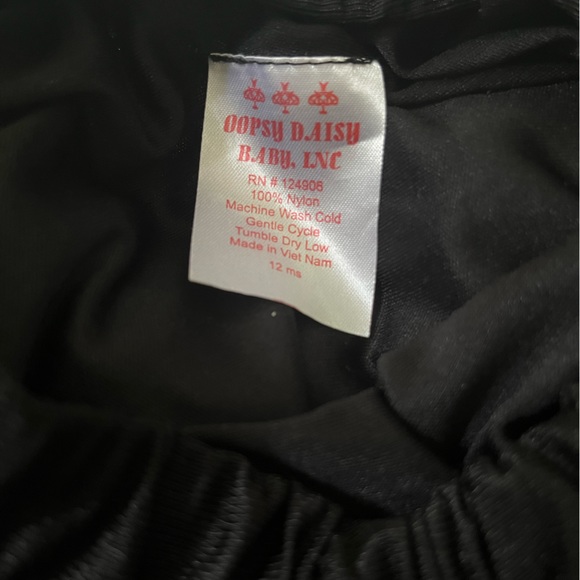 OOPSY DAISY
BABY, INC
RN # 124906
100% Nylon
Machine Wash Cold
Gentle Cycle
Tumble Dry Low
Made in Viet Nam
12 ms